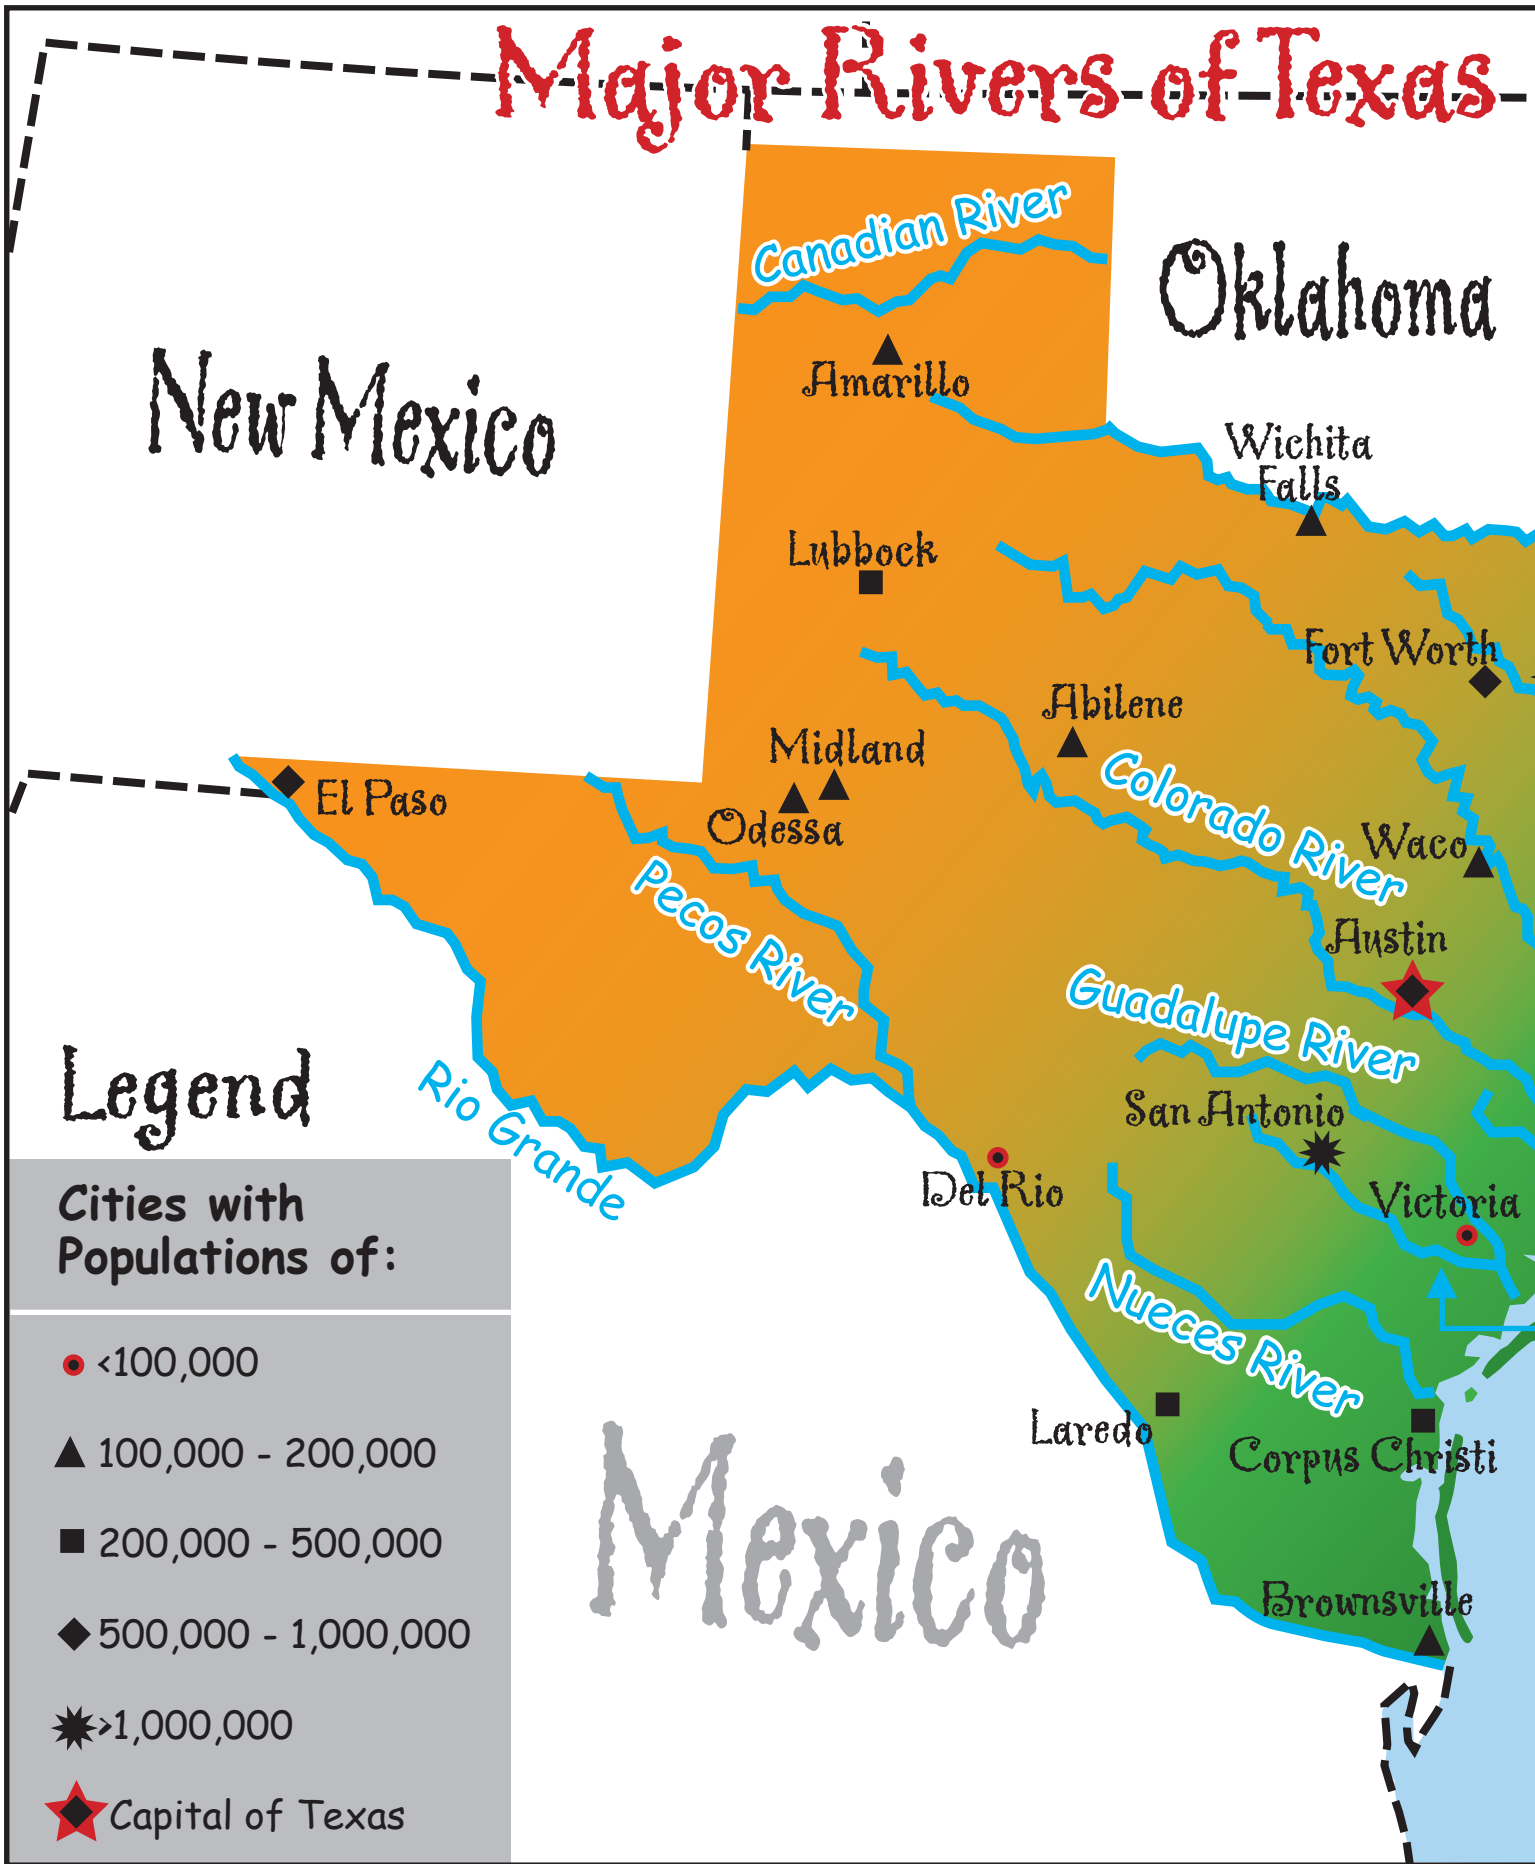 Major Rivers of Texas
Canadian River
Oklahoma
New Mexico
Amarillo
Wichita
Falls
Lubbock
Fort Worth
Abilene
Midland
El Paso
Odessa
Colorado River
Waco
Pecos River
Austin
Guadalupe River
Rio Grande
San Antonio
Del Rio
Victoria
Nueces River
Laredo
Corpus Christi
Mexico
Brownsville
Legend
Cities with
Populations of:
<100,000
100,000 - 200,000
200,000 - 500,000
500,000 - 1,000,000
>1,000,000
Capital of Texas